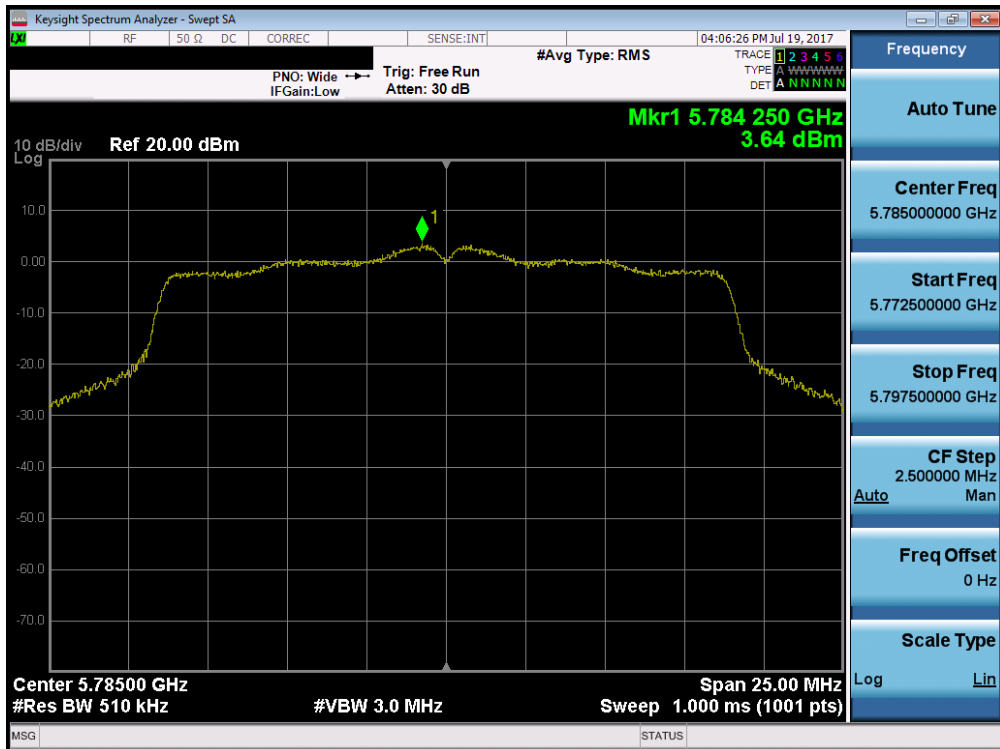 Keysight Spectrum Analyzer - Swept SA
LXI RF 50 Ω DC CORREC SENSE:INT 04:06:26 PM Jul 19, 2017
#Avg Type: RMS TRACE 1 2 3 4 5 6
PNO: Wide Trig: Free Run TYPE A WWWWW
IFGain:Low Atten: 30 dB DET A N N N N N
Mkr1 5.784 250 GHz
3.64 dBm
10 dB/div Ref 20.00 dBm
Log
1
10.0
0.00
-10.0
-20.0
-30.0
-40.0
-50.0
-60.0
-70.0
Center 5.78500 GHz Span 25.00 MHz
#Res BW 510 kHz #VBW 3.0 MHz Sweep 1.000 ms (1001 pts)
MSG STATUS
Frequency
Auto Tune
Center Freq
5.785000000 GHz
Start Freq
5.772500000 GHz
Stop Freq
5.797500000 GHz
CF Step
2.500000 MHz
Auto Man
Freq Offset
0 Hz
Scale Type
Log Lin